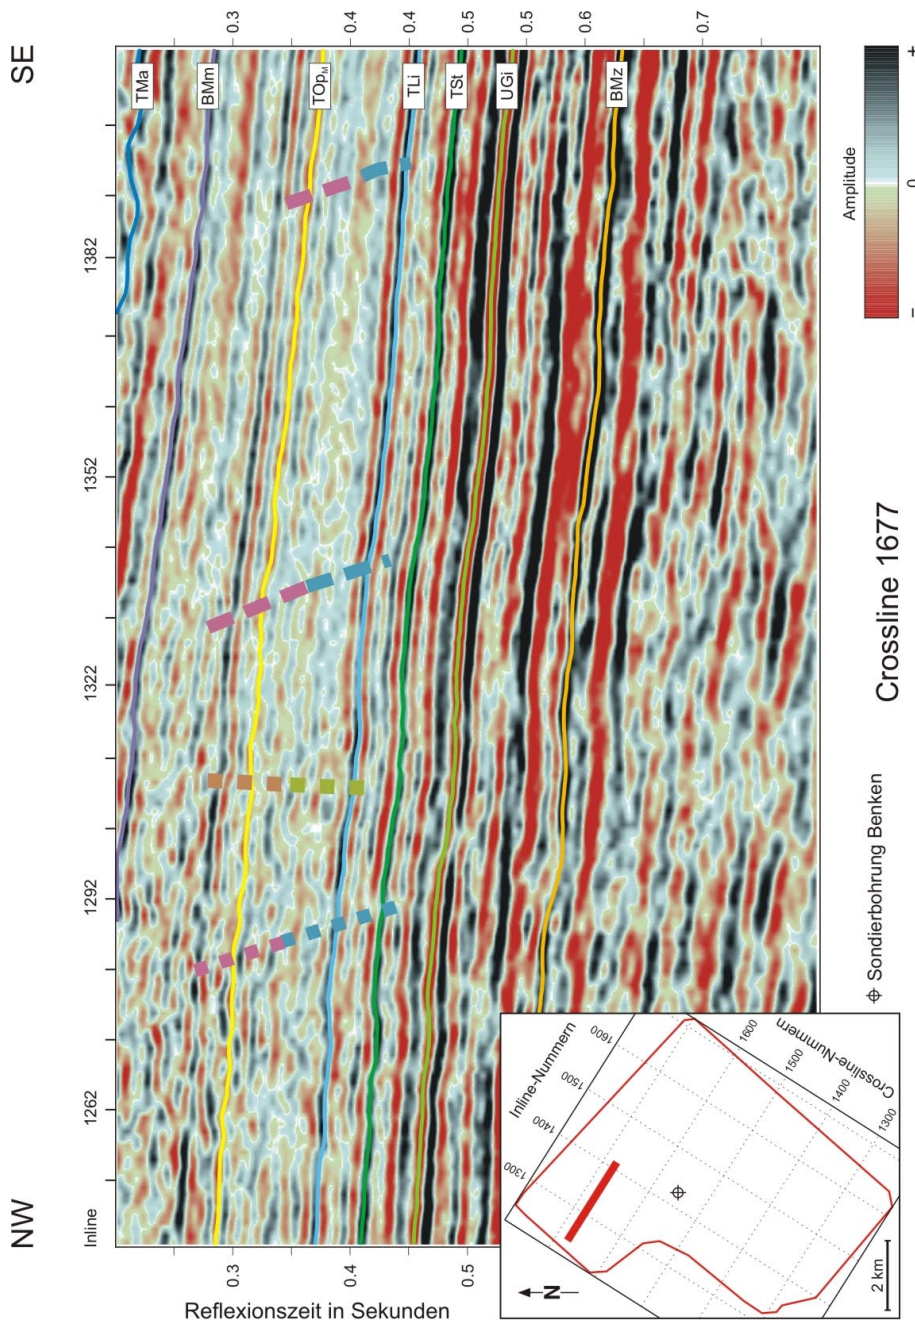 NW
SE
Inline
1262
1292
1322
1352
1382
Reflexionszeit in Sekunden
0.3
0.4
0.5
0.3
0.4
0.4
0.5
0.5
0.6
0.7
TMa
BMm
TOpM
TLi
TSt
UGi
BMz
Inline-Nummern
1300
1400
1500
1600
Crossline-Nummern
1600
1500
1400
1300
N
2 km
Sondierbohrung Benken
Crossline 1677
Amplitude
–
0
+